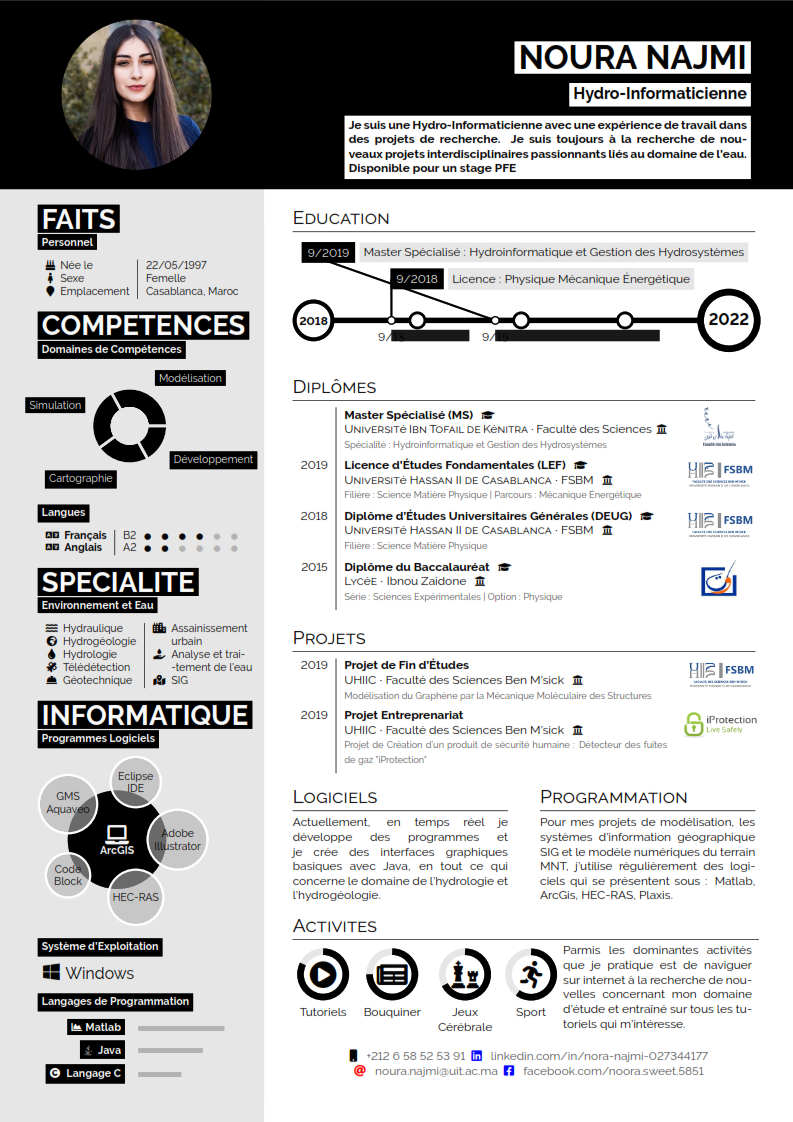 NOURA NAJMI
Hydro-Informaticienne
Je suis une Hydro-Informaticienne avec une expérience de travail dans
des projets de recherche. Je suis toujours à la recherche de nou-
veaux projets interdisciplinaires passionnants liés au domaine de l'eau.
Disponible pour un stage PFE
FAITS
Personnel
Née le 22/05/1997
Sexe Femelle
Emplacement Casablanca, Maroc
COMPETENCES
Domaines de Compétences
Modélisation
Simulation
Développement
Cartographie
Langues
Français B2
Anglais A2
SPECIALITE
Environnement et Eau
Hydraulique
Hydrogéologie
Hydrologie
Télédétection
Géotechnique
Assainissement
urbain
Analyse et trai-
-tement de l'eau
SIG
INFORMATIQUE
Programmes Logiciels
Eclipse
IDE
GMS
Aquaveo
Adobe
Illustrator
ArcGIS
Code
Block
HEC-RAS
Système d'Exploitation
Windows
Langages de Programmation
Matlab
Java
Langage C
EDUCATION
9/2019 Master Spécialisé : Hydroinformatique et Gestion des Hydrosystèmes
9/2018 Licence : Physique Mécanique Énergétique
2018
2022
DIPLÔMES
Master Spécialisé (MS)
UNIVERSITÉ IBN TOFAIL DE KÉNITRA · Faculté des Sciences
Spécialité : Hydroinformatique et Gestion des Hydrosystèmes
2019 Licence d'Études Fondamentales (LEF)
UNIVERSITÉ HASSAN II DE CASABLANCA · FSBM
Filière : Science Matière Physique | Parcours : Mécanique Énergétique
FSBM
2018 Diplôme d'Études Universitaires Générales (DEUG)
UNIVERSITÉ HASSAN II DE CASABLANCA · FSBM
Filière : Science Matière Physique
FSBM
2015 Diplôme du Baccalauréat
LYCÉE · Ibnou Zaidone
Série : Sciences Expérimentales | Option : Physique
PROJETS
2019 Projet de Fin d'Études
UHIIC · Faculté des Sciences Ben M'sick
Modélisation du Graphène par la Mécanique Moléculaire des Structures
FSBM
2019 Projet Entreprenariat
UHIIC · Faculté des Sciences Ben M'sick
Projet de Création d'un produit de sécurité humaine : Détecteur des fuites
de gaz "iProtection"
iProtection
Live Safely
LOGICIELS
Actuellement, en temps réel je
développe des programmes et
je crée des interfaces graphiques
basiques avec Java, en tout ce qui
concerne le domaine de l'hydrologie et
l'hydrogéologie.
PROGRAMMATION
Pour mes projets de modélisation, les
systèmes d'information géographique
SIG et le modèle numériques du terrain
MNT, j'utilise régulièrement des logi-
ciels qui se présentent sous : Matlab,
ArcGis, HEC-RAS, Plaxis.
ACTIVITES
Tutoriels
Bouquiner
Jeux
Cérébrale
Sport
Parmis les dominantes activités
que je pratique est de naviguer
sur internet à la recherche de nou-
velles concernant mon domaine
d'étude et entraîné sur tous les tu-
toriels qui m'intéresse.
+212 6 58 52 53 91 linkedin.com/in/nora-najmi-027344177
noura.najmi@uit.ac.ma facebook.com/noora.sweet.5851